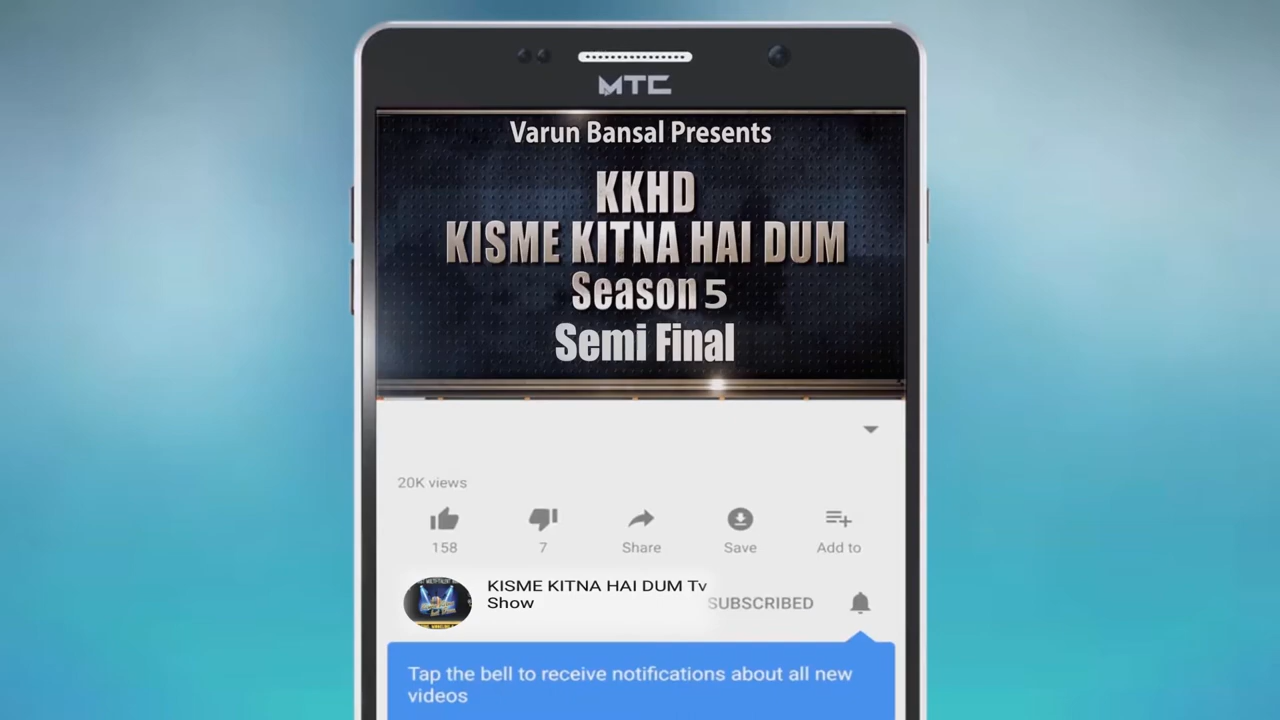 MTC
Varun Bansal Presents
KKHD
KISME KITNA HAI DUM
Season 5
Semi Final
20K views
158
7
Share
Save
Add to
KISME KITNA HAI DUM Tv
Show
SUBSCRIBED
Tap the bell to receive notifications about all new
videos